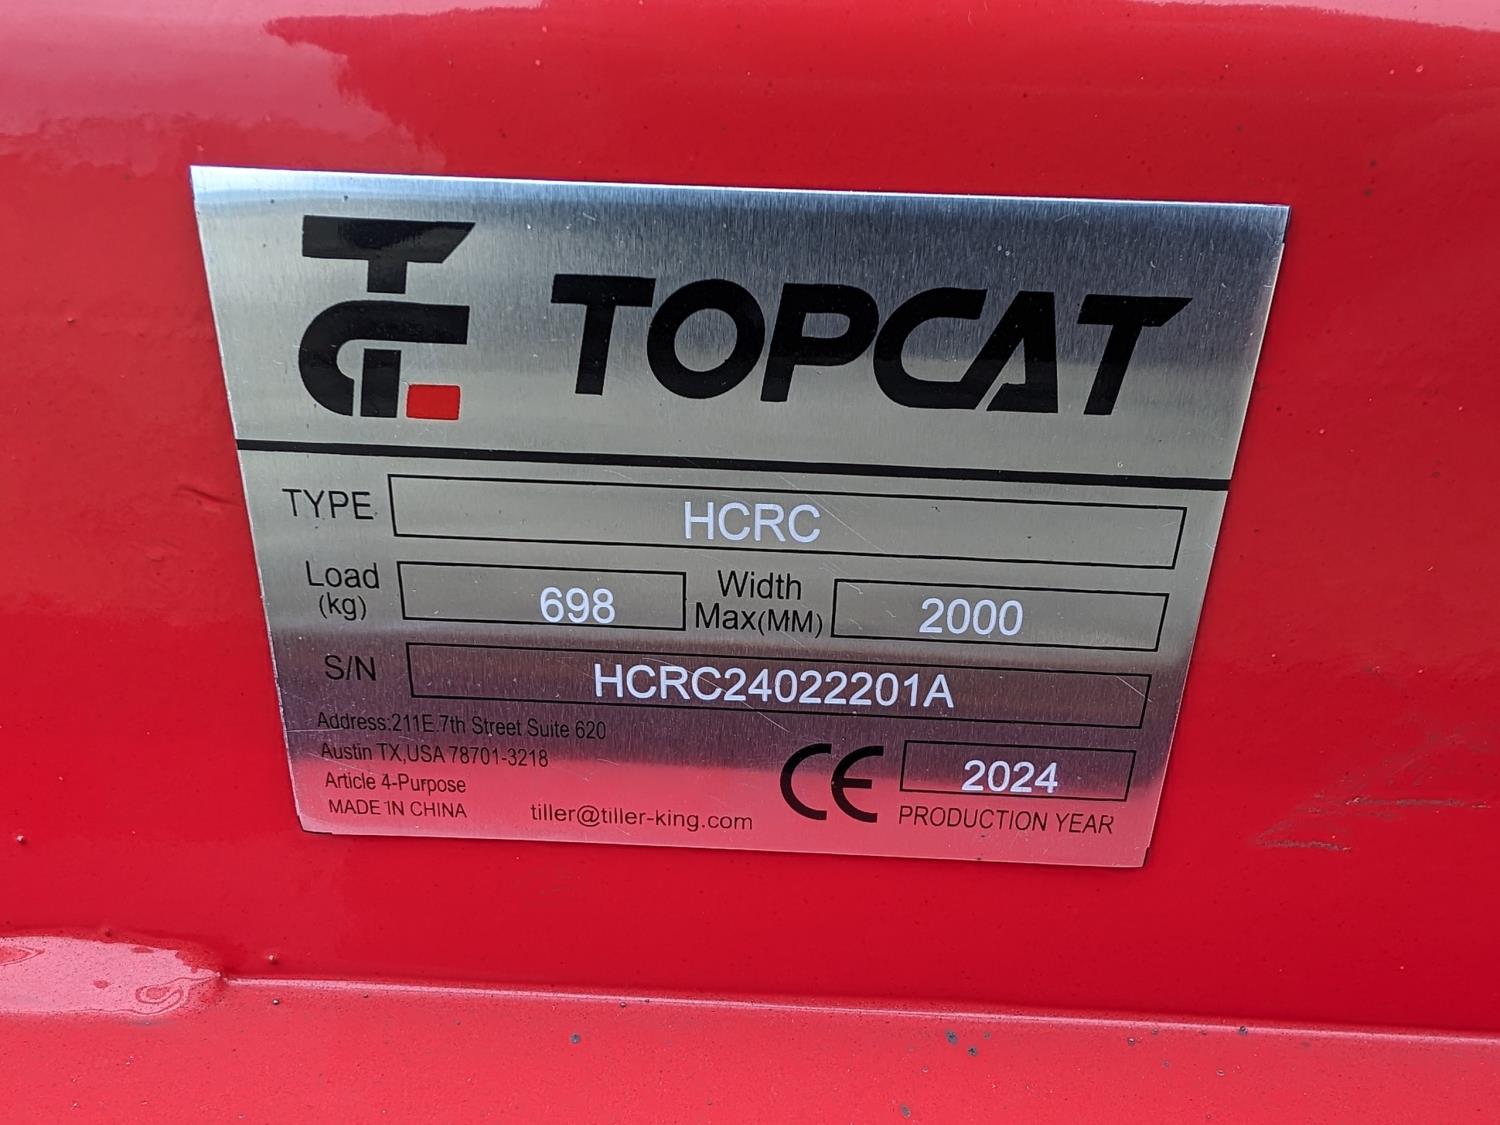 TOPCAT
TYPE HCRC
Load (kg) 698 Width Max(MM) 2000
S/N HCRC24022201A
Address:211E.7th Street Suite 620
Austin TX,USA 78701-3218
Article 4-Purpose
MADE IN CHINA
tiller@tiller-king.com
CE 2024
PRODUCTION YEAR